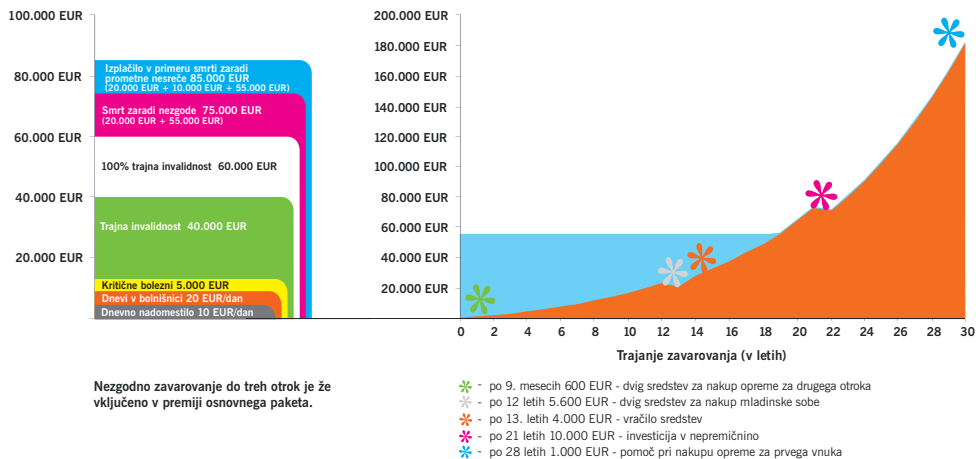 100.000 EUR
80.000 EUR
60.000 EUR
40.000 EUR
20.000 EUR
Izplačilo v primeru smrti zaradi
prometne nesreče 85.000 EUR
(20.000 EUR + 10.000 EUR + 55.000 EUR)
Smrt zaradi nezgode 75.000 EUR
(20.000 EUR + 55.000 EUR)
100% trajna invalidnost 60.000 EUR
Trajna invalidnost 40.000 EUR
Kritične bolezni 5.000 EUR
Dnevi v bolnišnici 20 EUR/dan
Dnevno nadomestilo 10 EUR/dan
Nezgodno zavarovanje do treh otrok je že
vključeno v premiji osnovnega paketa.
200.000 EUR
180.000 EUR
160.000 EUR
140.000 EUR
120.000 EUR
100.000 EUR
80.000 EUR
60.000 EUR
40.000 EUR
20.000 EUR
0 2 4 6 8 10 12 14 16 18 20 22 24 26 28 30
Trajanje zavarovanja (v letih)
- po 9. mesecih 600 EUR - dvig sredstev za nakup opreme za drugega otroka
- po 12 letih 5.600 EUR - dvig sredstev za nakup mladinske sobe
- po 13. letih 4.000 EUR - vračilo sredstev
- po 21 letih 10.000 EUR - investicija v nepremičnino
- po 28 letih 1.000 EUR - pomoč pri nakupu opreme za prvega vnuka